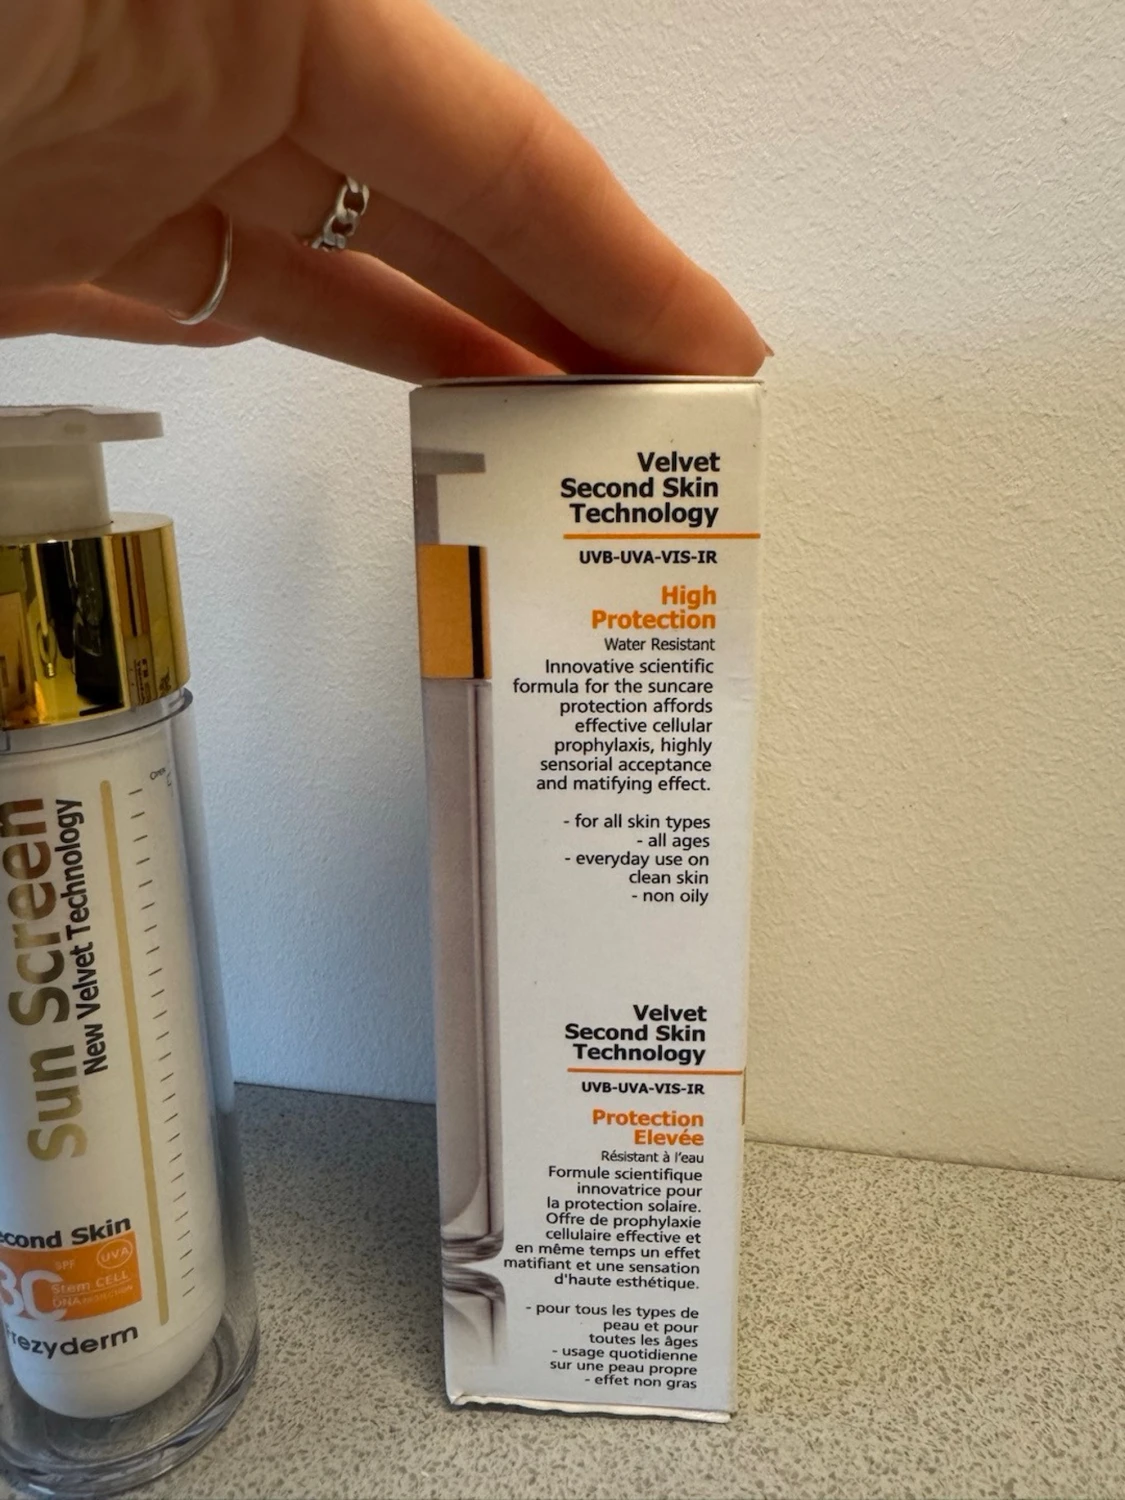 Velvet
Second Skin
Technology
UVB-UVA-VIS-IR
High
Protection
Water Resistant
Innovative scientific
formula for the suncare
protection affords
effective cellular
prophylaxis, highly
sensorial acceptance
and matifying effect.
- for all skin types
- all ages
- everyday use on
clean skin
- non oily
Velvet
Second Skin
Technology
UVB-UVA-VIS-IR
Protection
Elevée
Résistant à l'eau
Formule scientifique
innovatrice pour
la protection solaire.
Offre de prophylaxie
cellulaire effective et
en même temps un effet
matifiant et une sensation
d'haute esthétique.
- pour tous les types de
peau et pour
toutes les âges
- usage quotidienne
sur une peau propre
- effet non gras
Sun Screen
New Velvet Technology
Open
econd Skin
SPF
UVA
Stem CELL
DNA PROTECTION
rezyderm